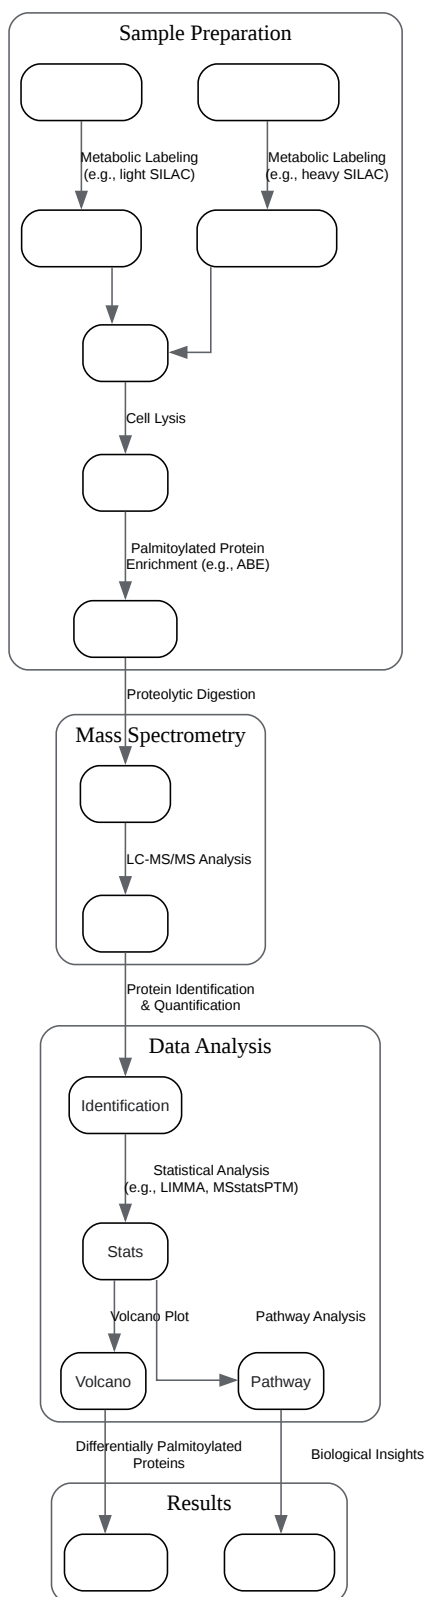 Sample Preparation
Metabolic Labeling
(e.g., light SILAC)
Metabolic Labeling
(e.g., heavy SILAC)
Cell Lysis
Palmitoylated Protein
Enrichment (e.g., ABE)
Proteolytic Digestion
Mass Spectrometry
LC-MS/MS Analysis
Protein Identification
& Quantification
Data Analysis
Identification
Statistical Analysis
(e.g., LIMMA, MSstatsPTM)
Stats
Volcano Plot
Pathway Analysis
Volcano
Pathway
Differentially Palmitoylated
Proteins
Biological Insights
Results